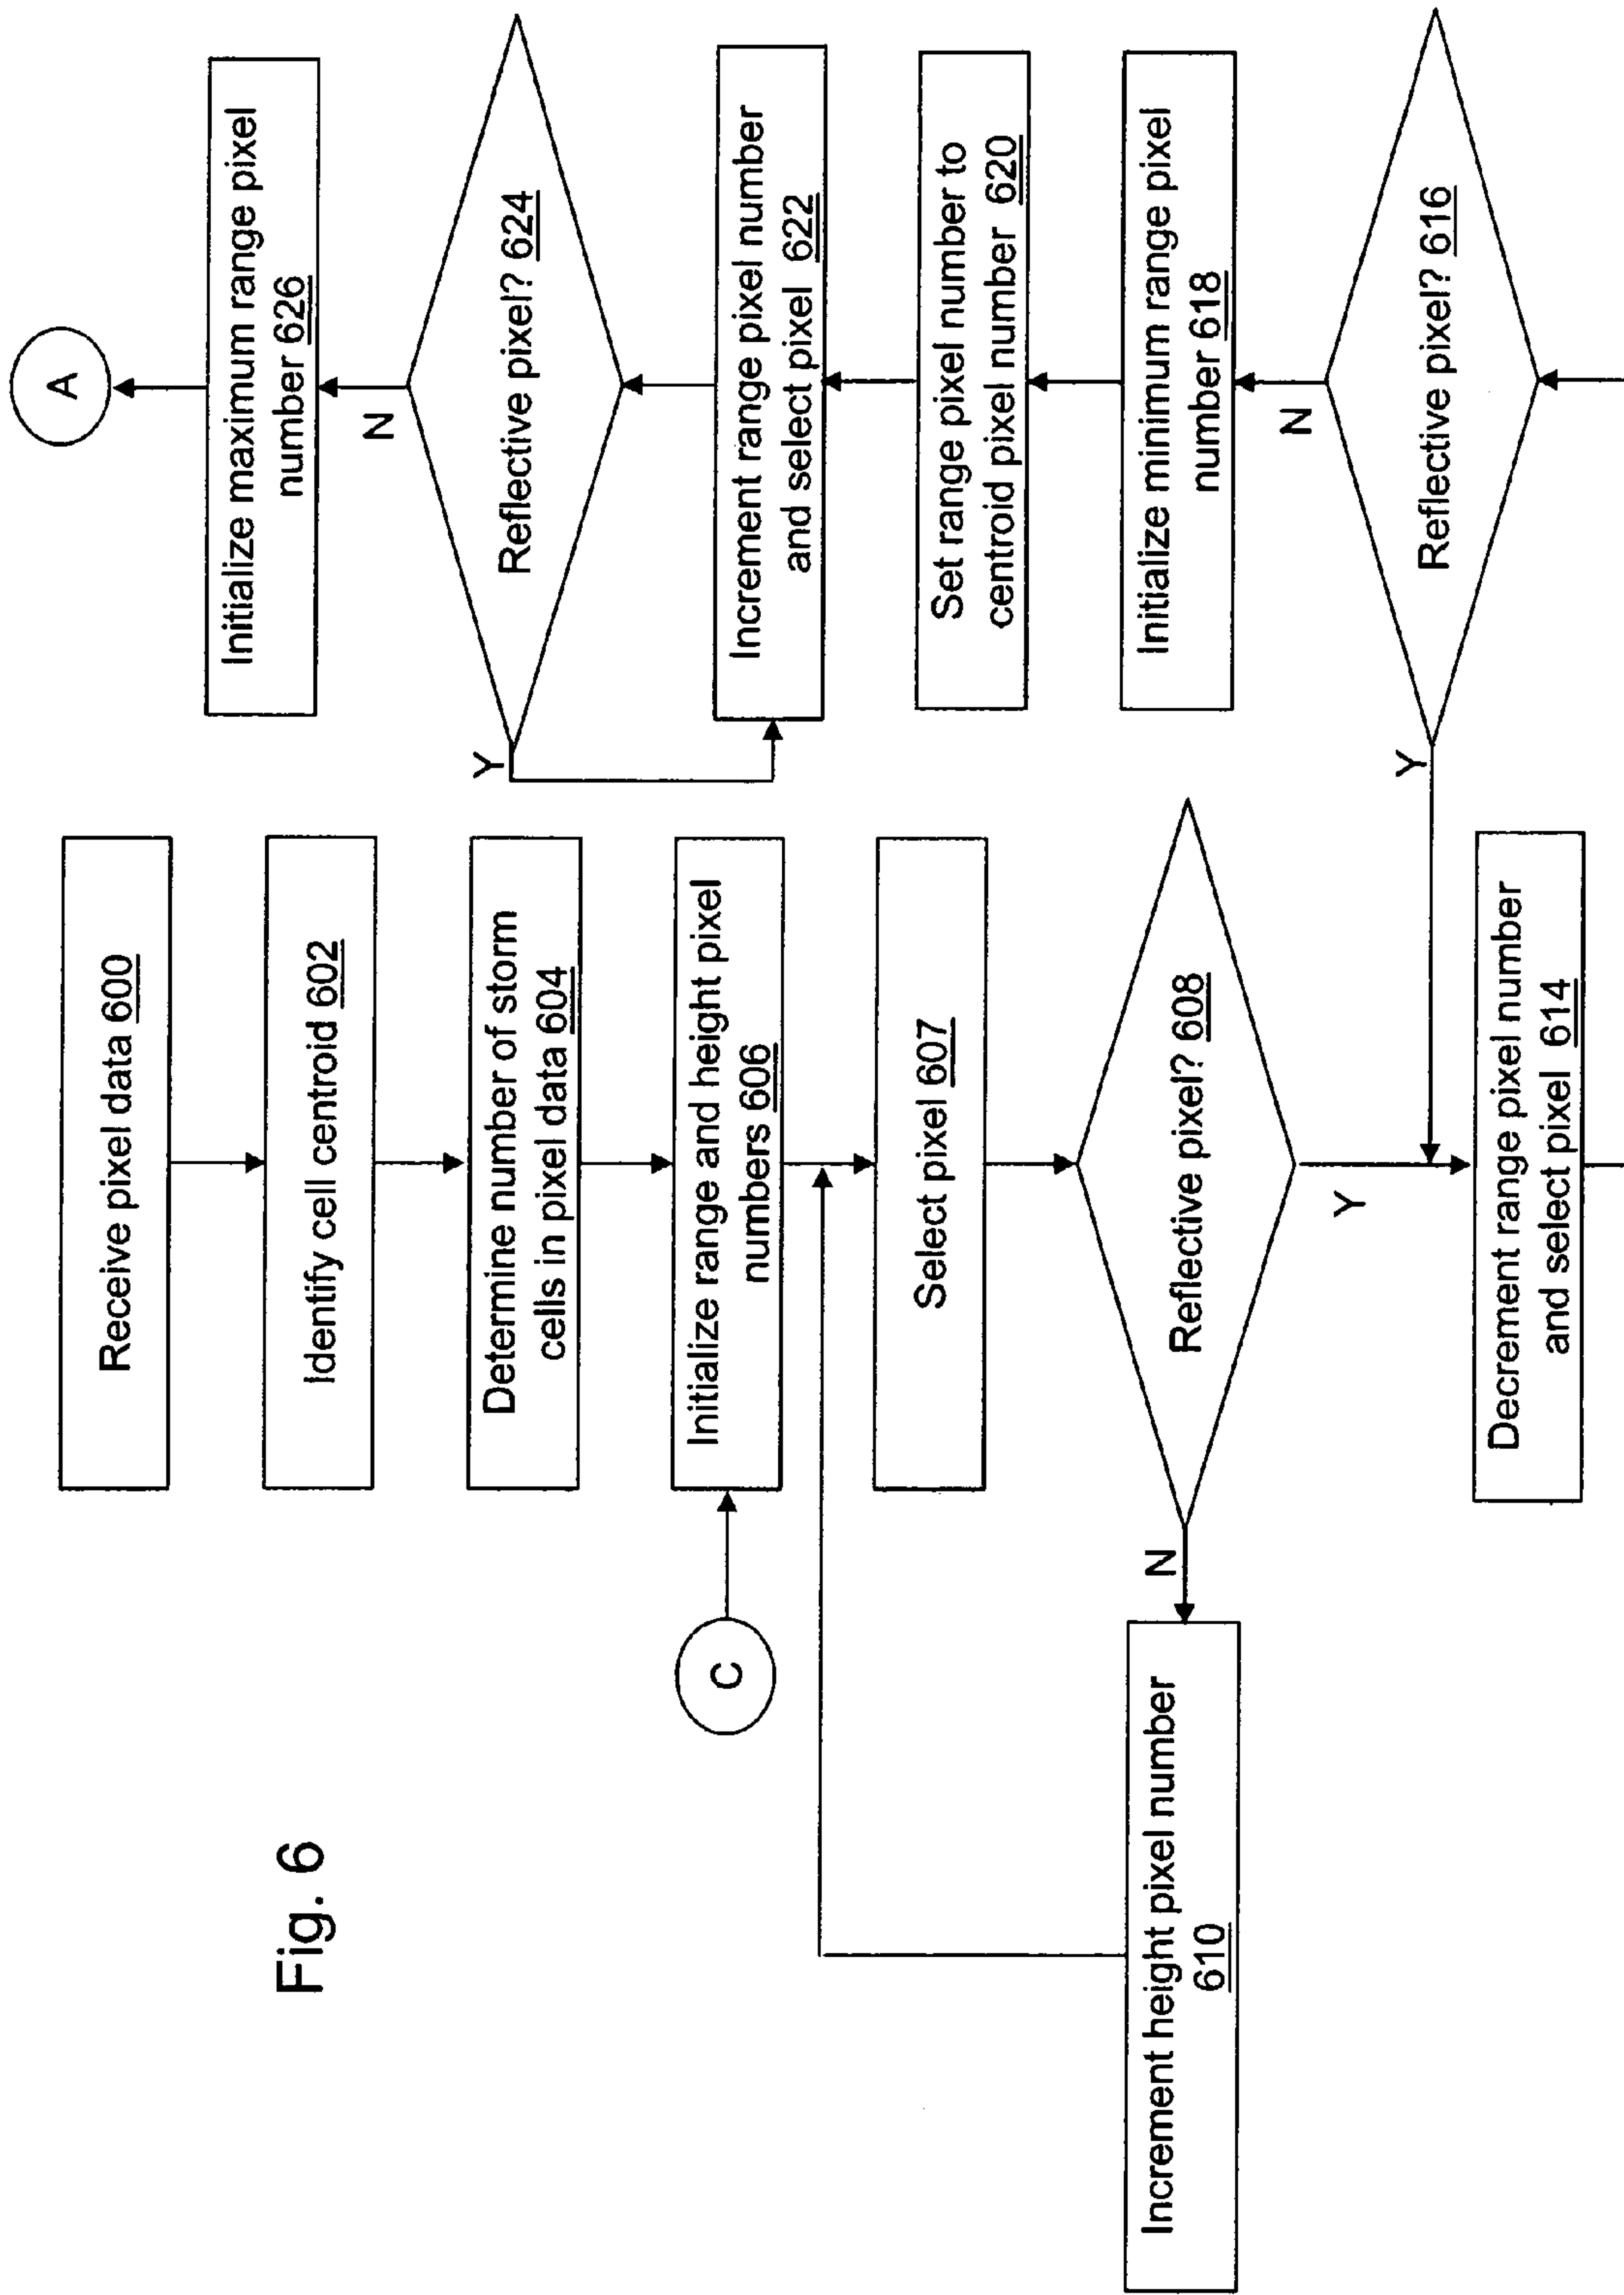 Fig. 6
Receive pixel data 600
Identify cell centroid 602
Determine number of storm
cells in pixel data 604
C
Initialize range and height pixel
numbers 606
Select pixel 607
Reflective pixel? 608
N
Increment height pixel number
610
Y
Decrement range pixel number
and select pixel 614
Reflective pixel? 616
Y
N
Initialize minimum range pixel
number 618
Set range pixel number to
centroid pixel number 620
Increment range pixel number
and select pixel 622
Reflective pixel? 624
Y
N
Initialize maximum range pixel
number 626
A